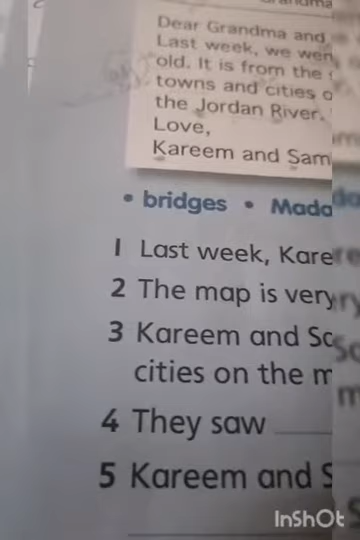 Dear Grandma and
Last week, we wen
old. It is from the
towns and cities o
the Jordan River.
Love,
Kareem and Sam
• bridges • Mada
1 Last week, Kare
2 The map is very
3 Kareem and Sa
cities on the m
4 They saw
5 Kareem and S
InShOt